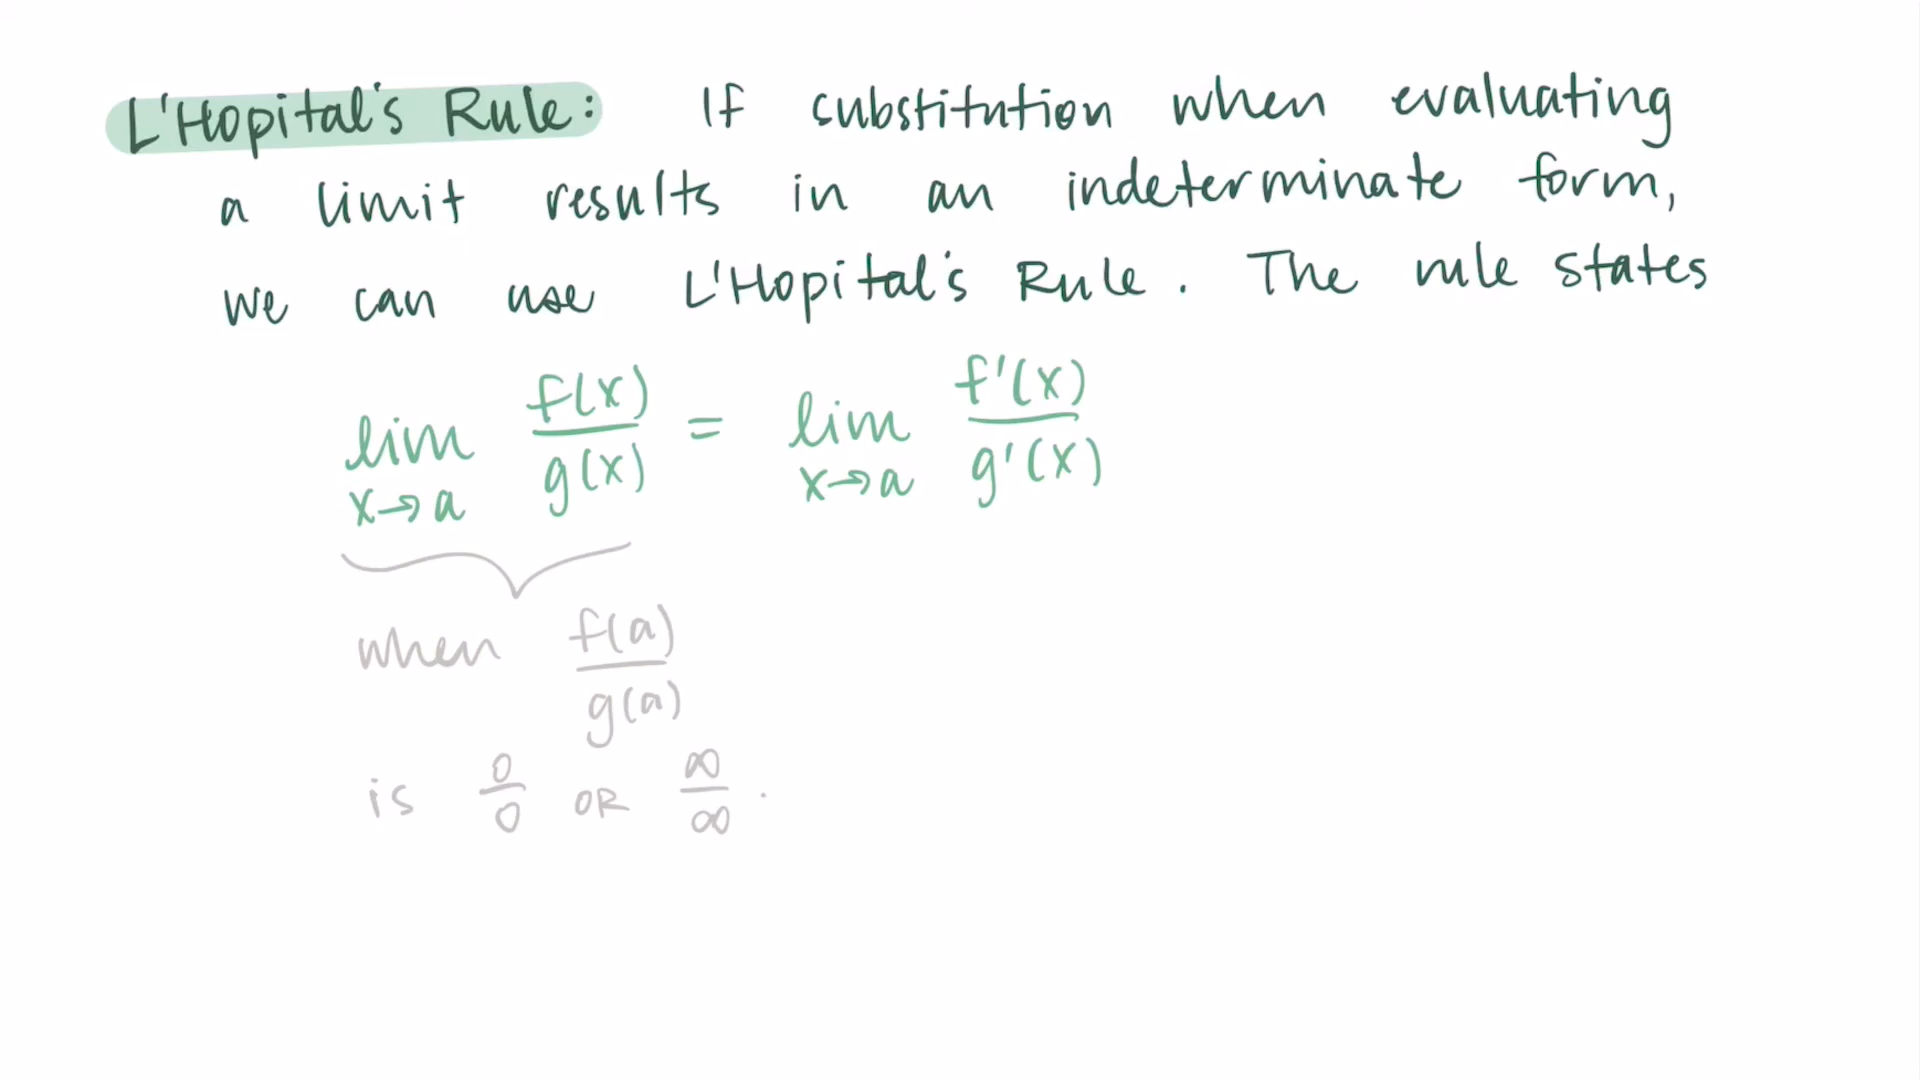 L'Hopital's Rule: If substitution when evaluating
a limit results in an indeterminate form,
we can use L'Hopital's Rule. The rule states
lim x→a f(x)/g(x) = lim x→a f'(x)/g'(x)
when f(a)/g(a)
is 0/0 OR ∞/∞.